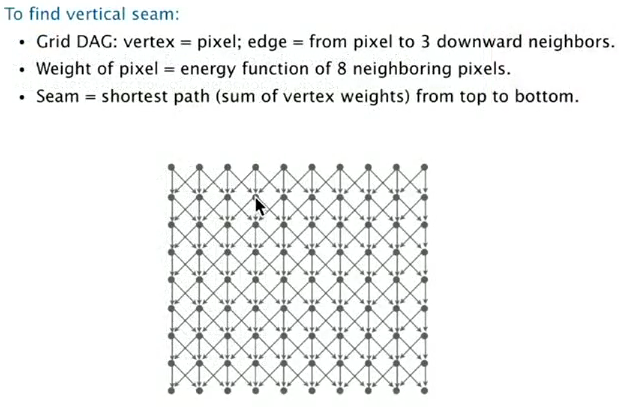 To find vertical seam:
• Grid DAG: vertex = pixel; edge = from pixel to 3 downward neighbors.
• Weight of pixel = energy function of 8 neighboring pixels.
• Seam = shortest path (sum of vertex weights) from top to bottom.